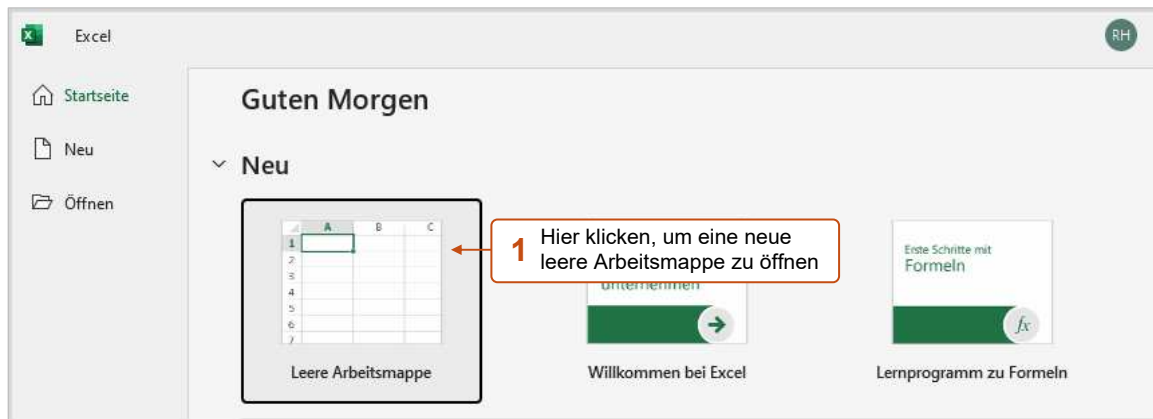 Excel
RH
Startseite
Guten Morgen
Neu
Neu
Öffnen
A B C
1
2
3
4
5
6
7
1 Hier klicken, um eine neue
leere Arbeitsmappe zu öffnen
unternehmen
Erste Schritte mit
Formeln
fx
Leere Arbeitsmappe
Willkommen bei Excel
Lernprogramm zu Formeln